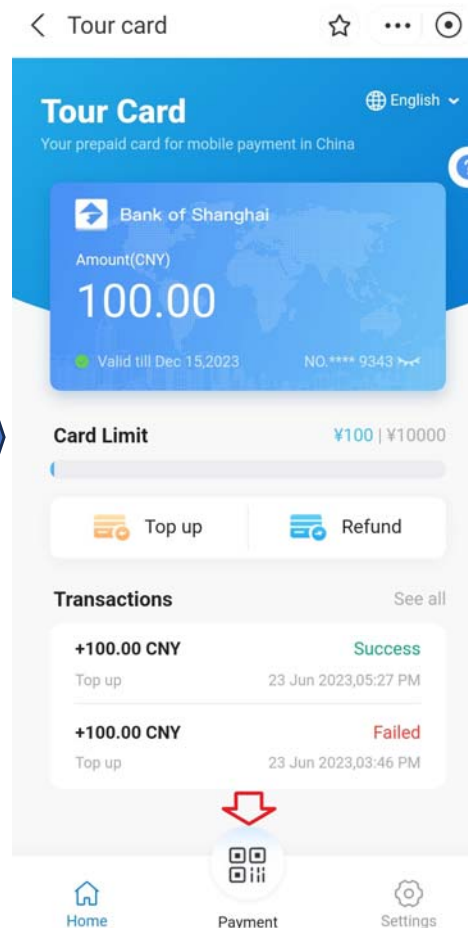 Tour card
English
Tour Card
Your prepaid card for mobile payment in China
Bank of Shanghai
Amount(CNY)
100.00
Valid till Dec 15,2023 NO.**** 9343
Card Limit ¥100 | ¥10000
Top up Refund
Transactions See all
+100.00 CNY Success
Top up 23 Jun 2023,05:27 PM
+100.00 CNY Failed
Top up 23 Jun 2023,03:46 PM
Home Payment Settings